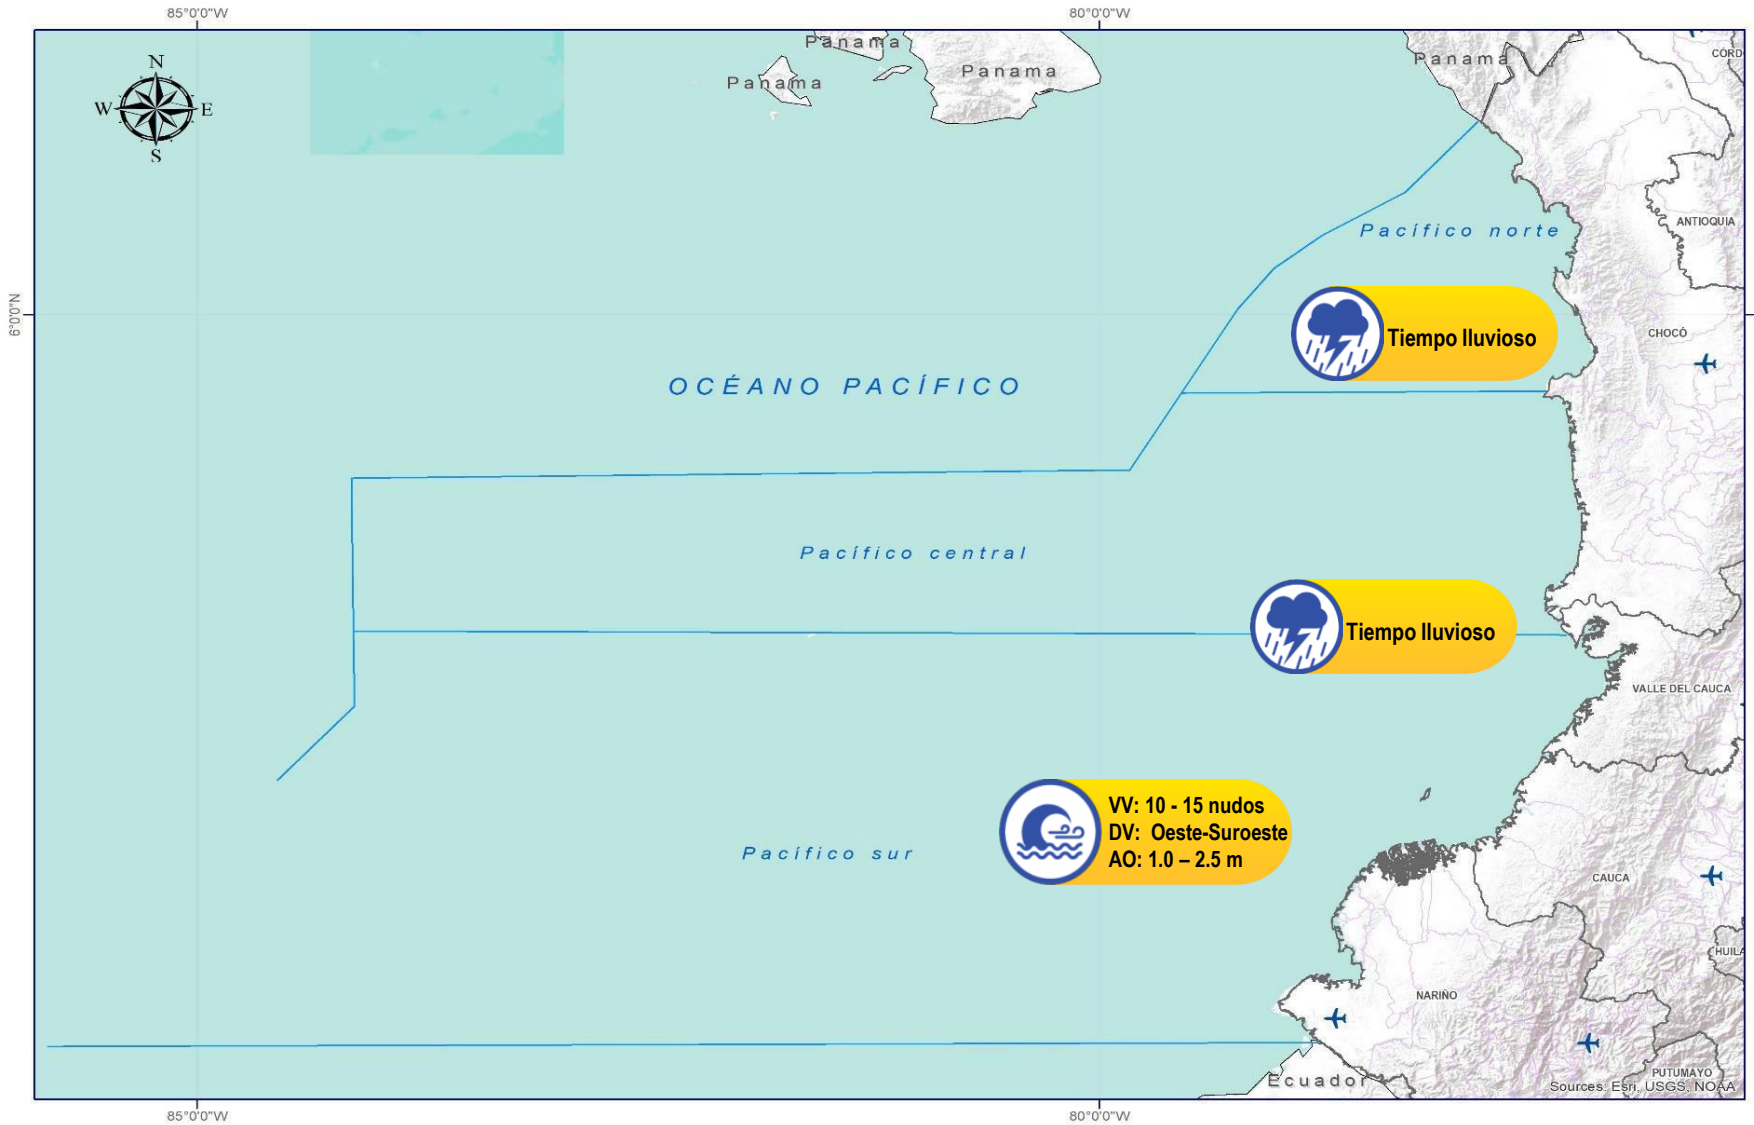 85°0'0"W
80°0'0"W
N
W
E
S
Panama
Panama
Panama
Panama
CORD
ANTIOQUIA
Pacífico norte
6°0'0"N
CHOCÓ
Tiempo lluvioso
OCÉANO PACÍFICO
Pacífico central
Tiempo lluvioso
VALLE DEL CAUCA
VV: 10 - 15 nudos
DV: Oeste-Suroeste
AO: 1.0 – 2.5 m
Pacífico sur
CAUCA
HUILA
NARIÑO
PUTUMAYO
Ecuador
Sources: Esri, USGS, NOAA
85°0'0"W
80°0'0"W